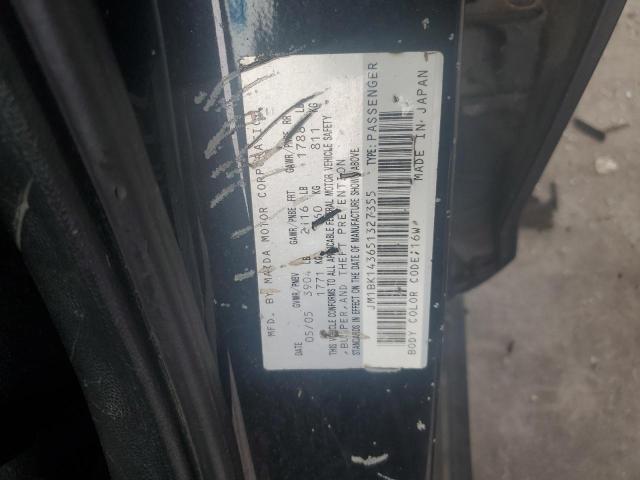 MFD. BY MAZDA MOTOR CORPORATION
DATE GVWR/PNBV GAWR/PNBE FRT GAWR/PNBE RR
05/05 3904 LB 2116 LB 1788 LB
1771 KG 960 KG 811 KG
THIS VEHICLE CONFORMS TO ALL APPLICABLE FEDERAL MOTOR VEHICLE SAFETY
, BUMPER, AND THEFT PREVENTION
STANDARDS IN EFFECT ON THE DATE OF MANUFACTURE SHOWN ABOVE.
JM1BK143651327355 TYPE: PASSENGER
BODY COLOR CODE: 16W MADE IN JAPAN